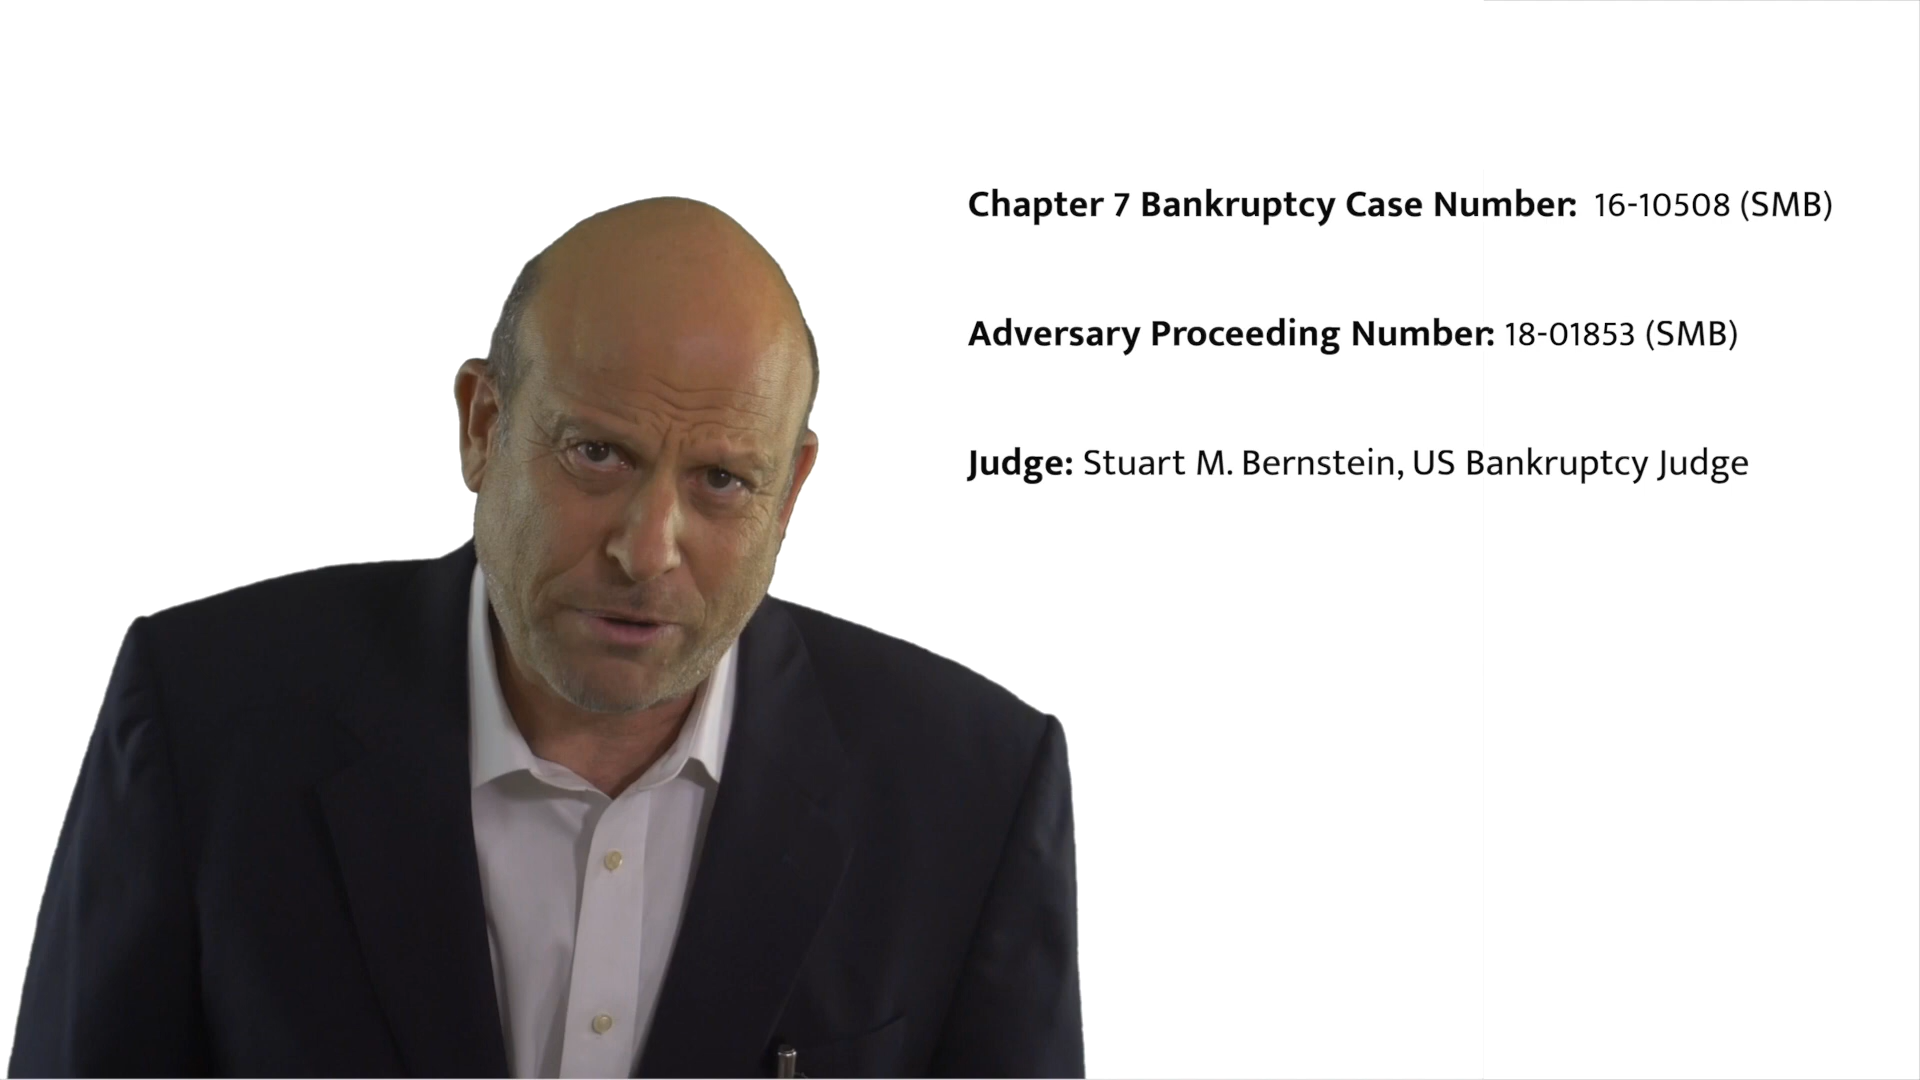 Chapter 7 Bankruptcy Case Number: 16-10508 (SMB)
Adversary Proceeding Number: 18-01853 (SMB)
Judge: Stuart M. Bernstein, US Bankruptcy Judge